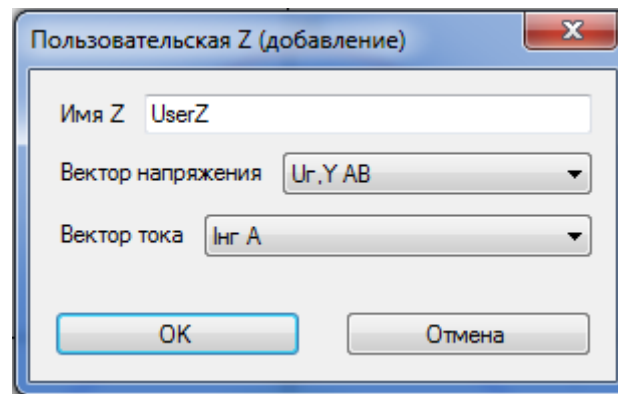 Пользовательская Z (добавление)
Имя Z UserZ
Вектор напряжения Uг,Y AB
Вектор тока Iнг A
OK Отмена